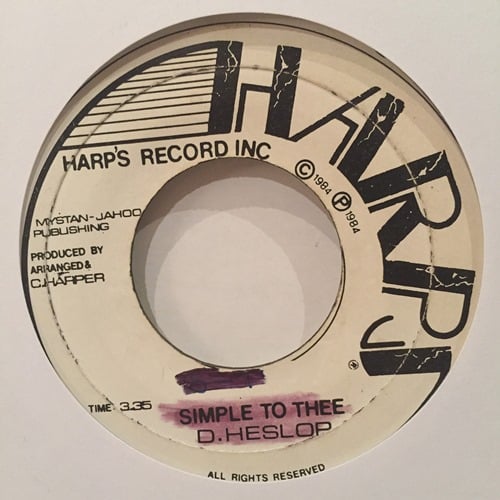 HARP'S
HARP'S RECORD INC
© 1984 ℗ 1984
MYSTAN-JAHOO
PUBLISHING
PRODUCED BY
ARRANGED &
C.HARPER
TIME: 3.35
SIMPLE TO THEE
D.HESLOP
ALL RIGHTS RESERVED